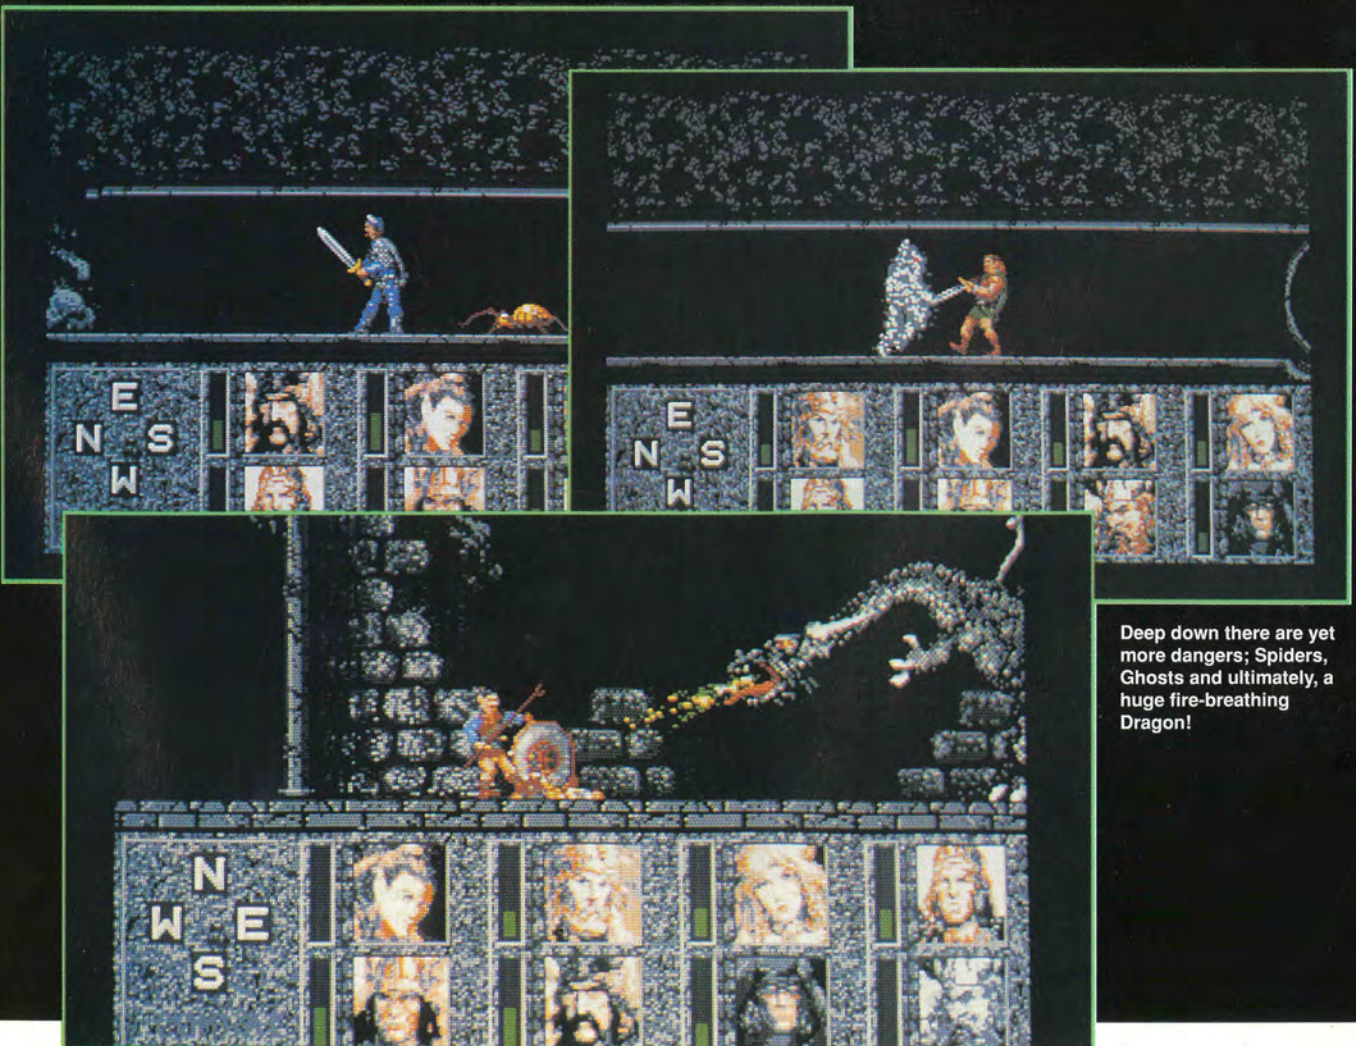 E
N S
W
E
N S
W
N
W E
S
Deep down there are yet
more dangers; Spiders,
Ghosts and ultimately, a
huge fire-breathing
Dragon!